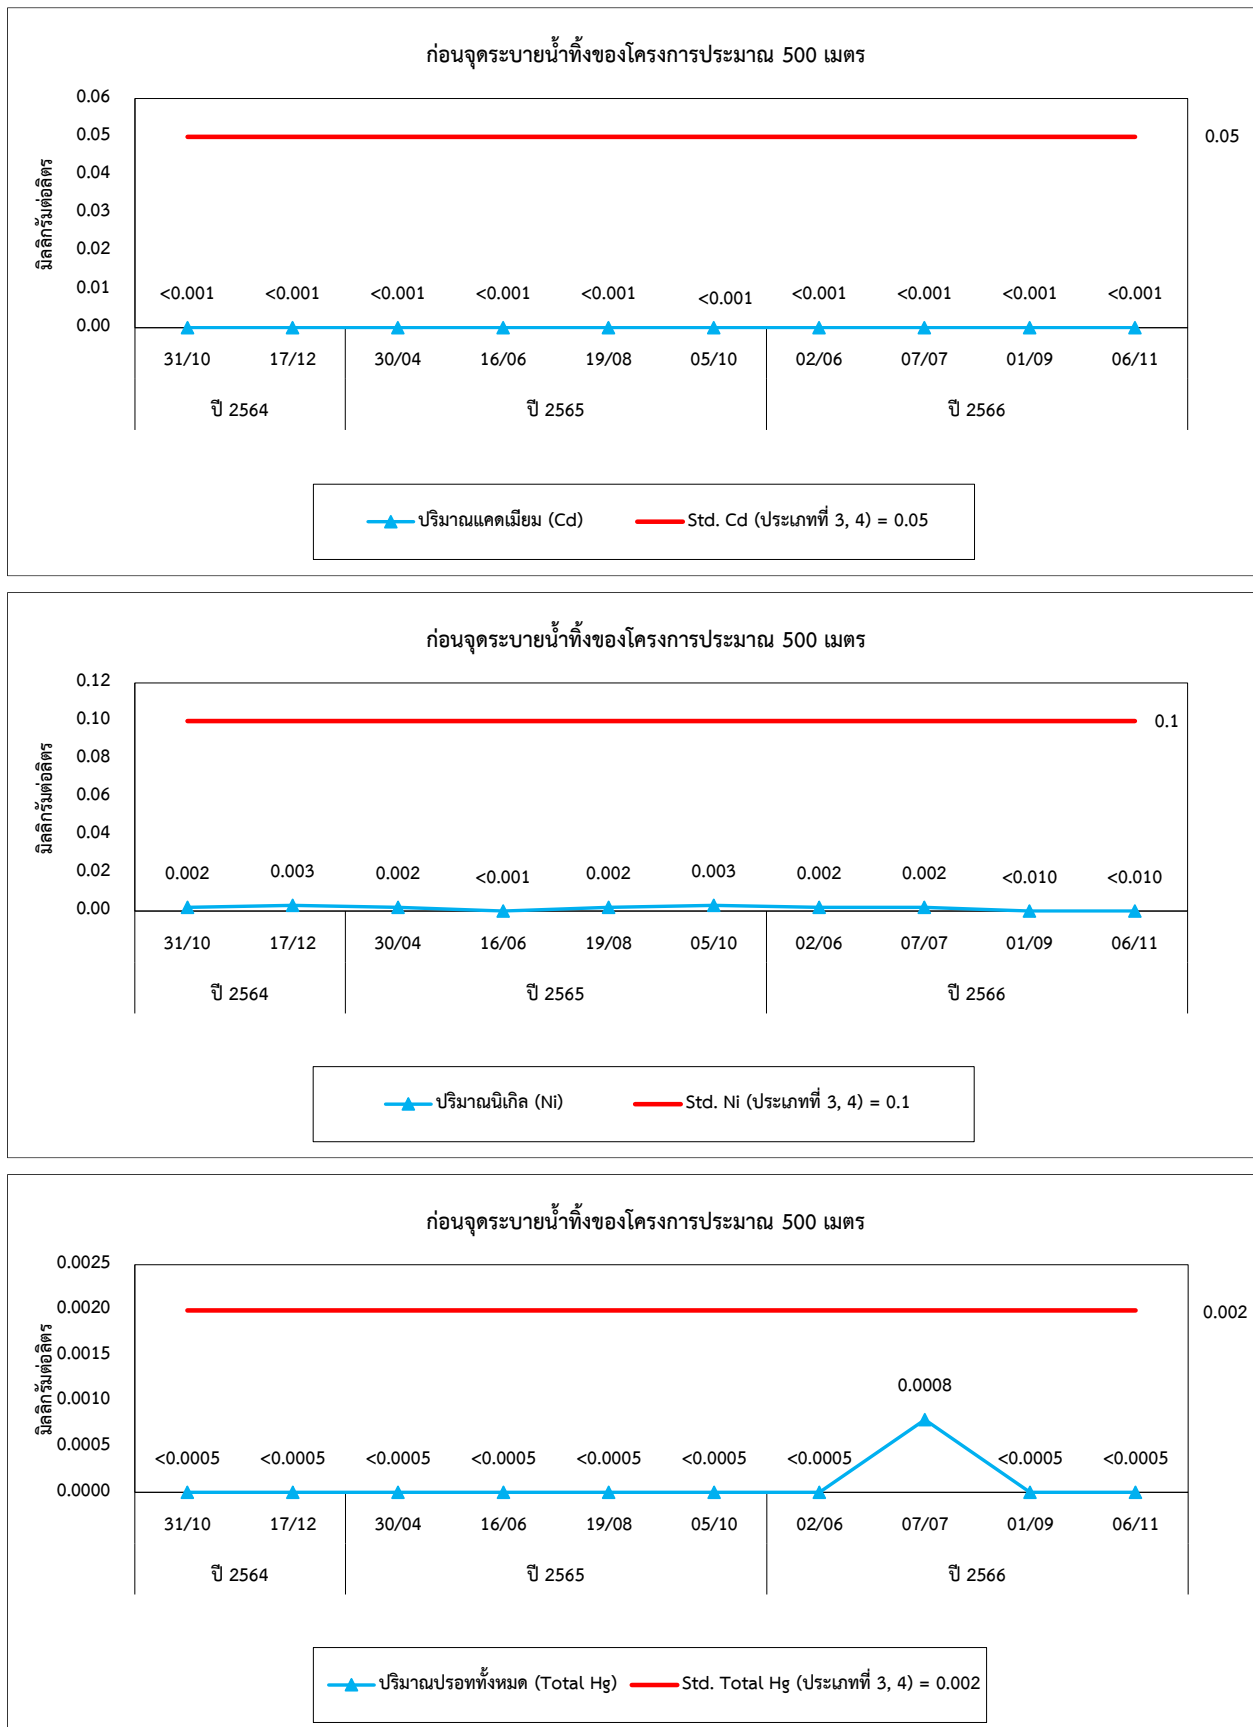 ก่อนจุดระบายน้ำทิ้งของโครงการประมาณ 500 เมตร
มิลลิกรัมต่อลิตร
0.06
0.05
0.04
0.03
0.02
0.01
0.00
0.05
<0.001 <0.001 <0.001 <0.001 <0.001 <0.001 <0.001 <0.001 <0.001 <0.001
31/10 17/12 30/04 16/06 19/08 05/10 02/06 07/07 01/09 06/11
ปี 2564 ปี 2565 ปี 2566
ปริมาณแคดเมียม (Cd) Std. Cd (ประเภทที่ 3, 4) = 0.05
ก่อนจุดระบายน้ำทิ้งของโครงการประมาณ 500 เมตร
มิลลิกรัมต่อลิตร
0.12
0.10
0.08
0.06
0.04
0.02
0.00
0.1
0.002 0.003 0.002 <0.001 0.002 0.003 0.002 0.002 <0.010 <0.010
31/10 17/12 30/04 16/06 19/08 05/10 02/06 07/07 01/09 06/11
ปี 2564 ปี 2565 ปี 2566
ปริมาณนิเกิล (Ni) Std. Ni (ประเภทที่ 3, 4) = 0.1
ก่อนจุดระบายน้ำทิ้งของโครงการประมาณ 500 เมตร
มิลลิกรัมต่อลิตร
0.0025
0.0020
0.0015
0.0010
0.0005
0.0000
0.002
<0.0005 <0.0005 <0.0005 <0.0005 <0.0005 <0.0005 <0.0005 0.0008 <0.0005 <0.0005
31/10 17/12 30/04 16/06 19/08 05/10 02/06 07/07 01/09 06/11
ปี 2564 ปี 2565 ปี 2566
ปริมาณปรอททั้งหมด (Total Hg) Std. Total Hg (ประเภทที่ 3, 4) = 0.002